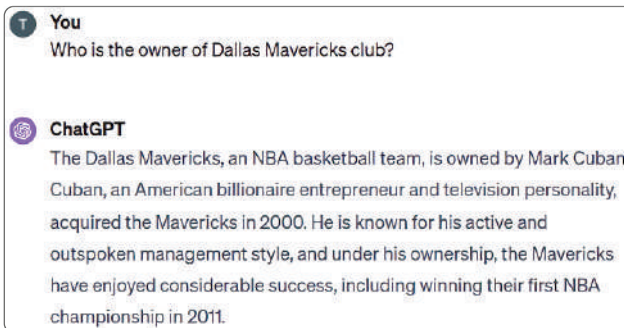 T You
Who is the owner of Dallas Mavericks club?
ChatGPT
The Dallas Mavericks, an NBA basketball team, is owned by Mark Cuban
Cuban, an American billionaire entrepreneur and television personality,
acquired the Mavericks in 2000. He is known for his active and
outspoken management style, and under his ownership, the Mavericks
have enjoyed considerable success, including winning their first NBA
championship in 2011.